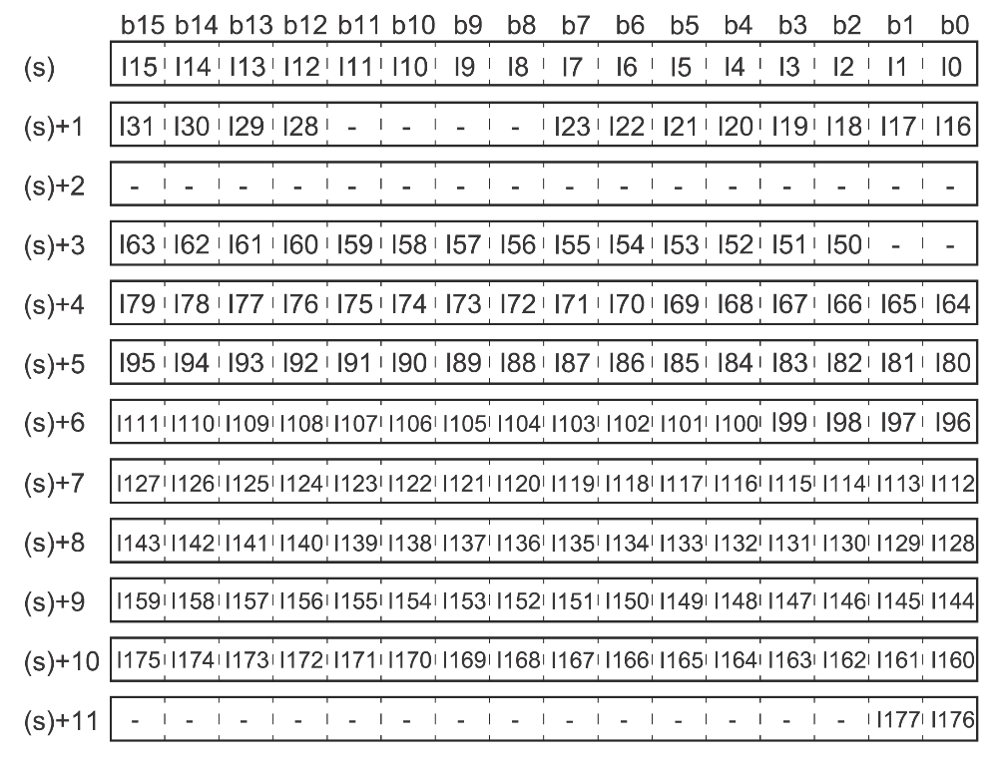 b15 b14 b13 b12 b11 b10 b9 b8 b7 b6 b5 b4 b3 b2 b1 b0
(s) I15 I14 I13 I12 I11 I10 I9 I8 I7 I6 I5 I4 I3 I2 I1 I0
(s)+1 I31 I30 I29 I28 - - - - I23 I22 I21 I20 I19 I18 I17 I16
(s)+2 - - - - - - - - - - - - - - - -
(s)+3 I63 I62 I61 I60 I59 I58 I57 I56 I55 I54 I53 I52 I51 I50 - -
(s)+4 I79 I78 I77 I76 I75 I74 I73 I72 I71 I70 I69 I68 I67 I66 I65 I64
(s)+5 I95 I94 I93 I92 I91 I90 I89 I88 I87 I86 I85 I84 I83 I82 I81 I80
(s)+6 I111 I110 I109 I108 I107 I106 I105 I104 I103 I102 I101 I100 I99 I98 I97 I96
(s)+7 I127 I126 I125 I124 I123 I122 I121 I120 I119 I118 I117 I116 I115 I114 I113 I112
(s)+8 I143 I142 I141 I140 I139 I138 I137 I136 I135 I134 I133 I132 I131 I130 I129 I128
(s)+9 I159 I158 I157 I156 I155 I154 I153 I152 I151 I150 I149 I148 I147 I146 I145 I144
(s)+10 I175 I174 I173 I172 I171 I170 I169 I168 I167 I166 I165 I164 I163 I162 I161 I160
(s)+11 - - - - - - - - - - - - - - I177 I176